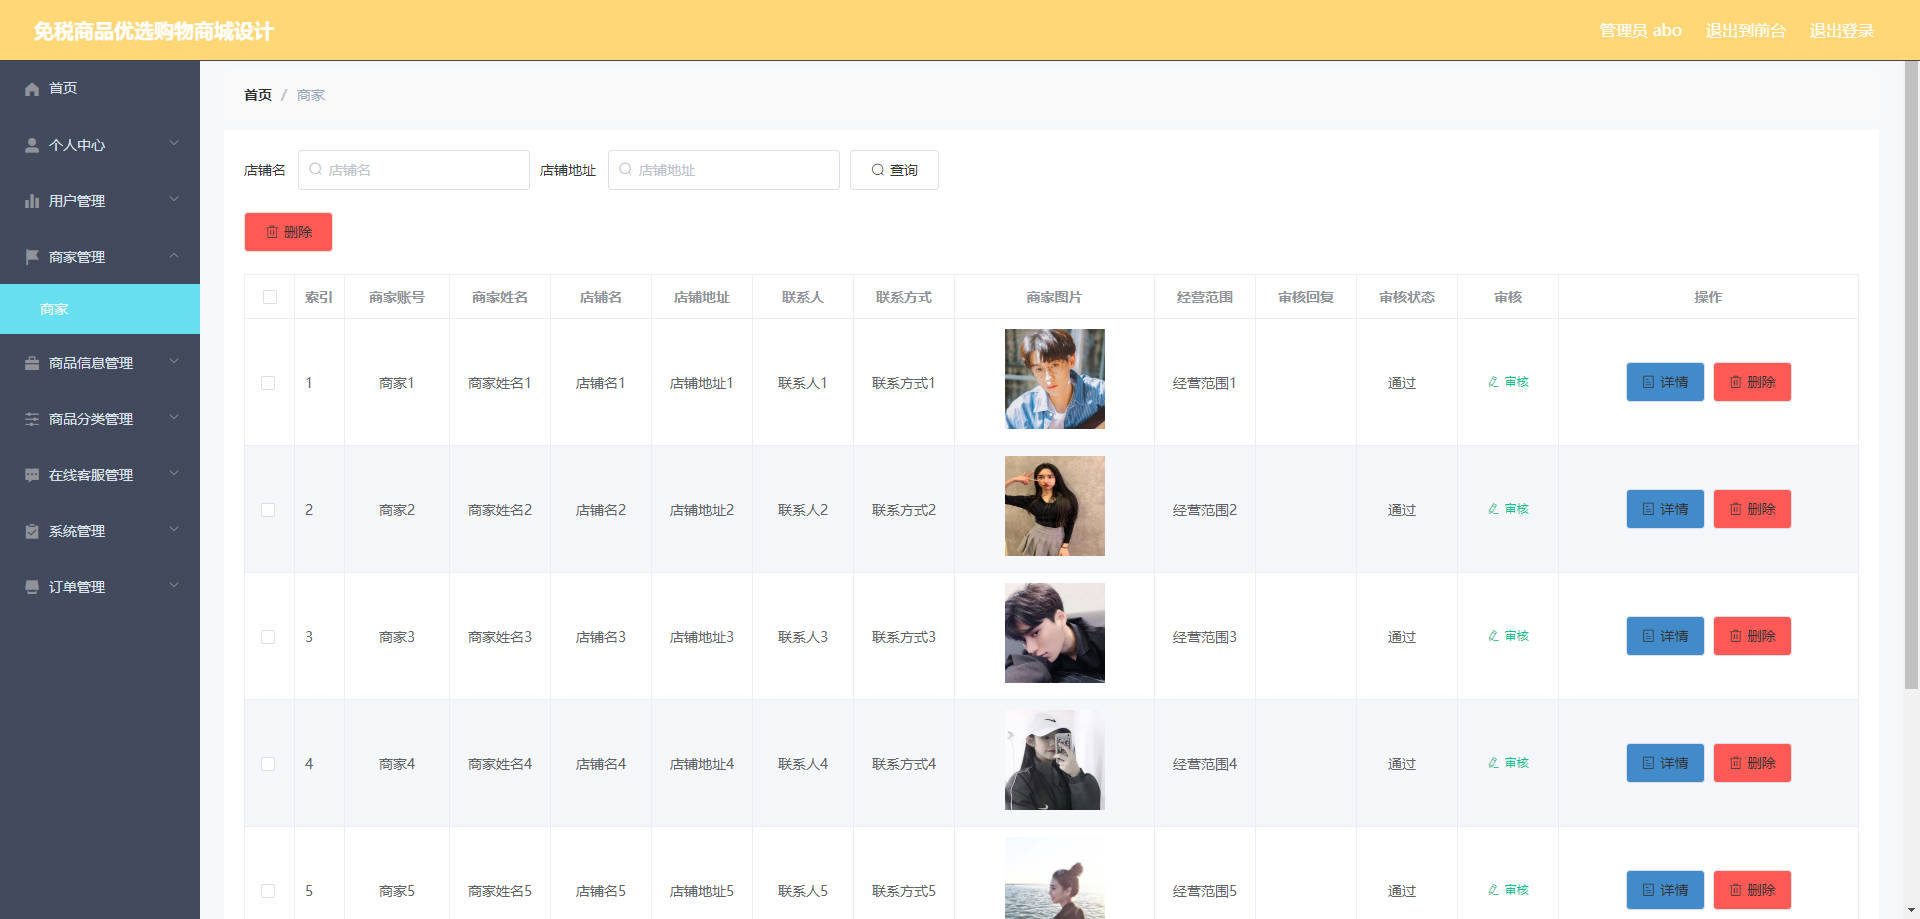 免税商品优选购物商城设计
管理员 abo 退出到前台 退出登录
首页
个人中心
用户管理
商家管理
商家
商品信息管理
商品分类管理
在线客服管理
系统管理
订单管理
首页 / 商家
店铺名 店铺名 店铺地址 店铺地址 查询
删除
索引 商家账号 商家姓名 店铺名 店铺地址 联系人 联系方式 商家图片 经营范围 审核回复 审核状态 审核 操作
1 商家1 商家姓名1 店铺名1 店铺地址1 联系人1 联系方式1 经营范围1 通过 审核 详情 删除
2 商家2 商家姓名2 店铺名2 店铺地址2 联系人2 联系方式2 经营范围2 通过 审核 详情 删除
3 商家3 商家姓名3 店铺名3 店铺地址3 联系人3 联系方式3 经营范围3 通过 审核 详情 删除
4 商家4 商家姓名4 店铺名4 店铺地址4 联系人4 联系方式4 经营范围4 通过 审核 详情 删除
5 商家5 商家姓名5 店铺名5 店铺地址5 联系人5 联系方式5 经营范围5 通过 审核 详情 删除